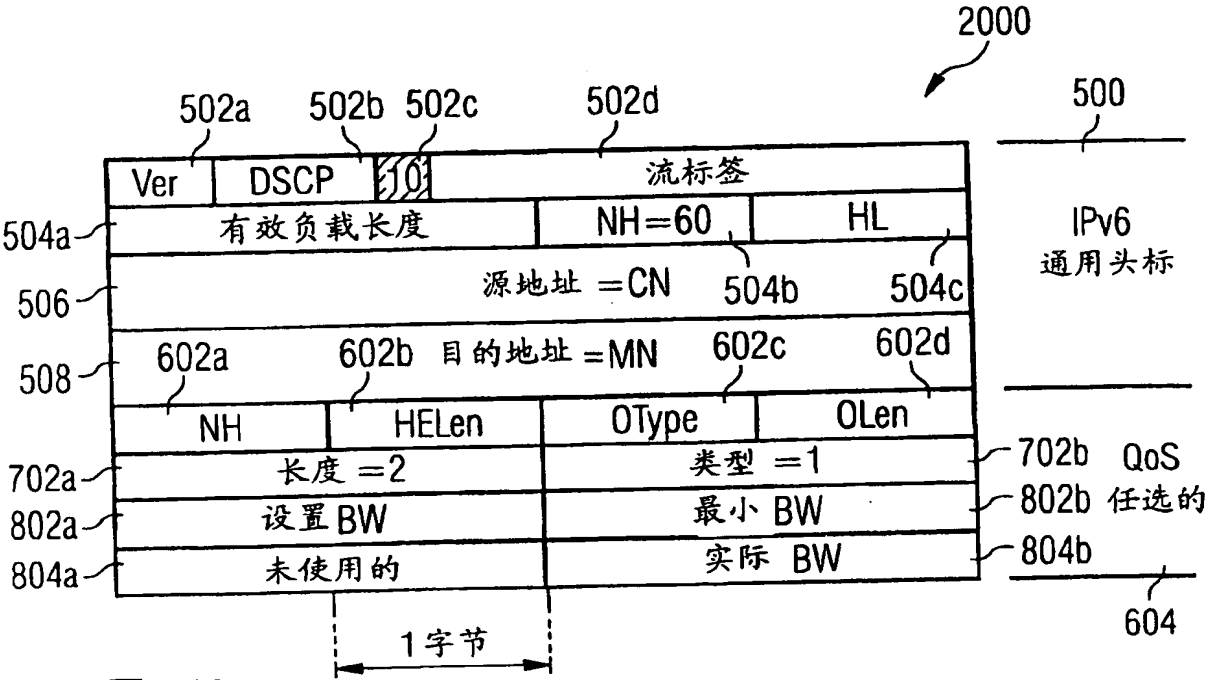 2000
502a 502b 502c 502d 500
Ver DSCP 10 流标签
504a 有效负载长度 NH=60 HL IPv6
通用头标
506 源地址 =CN 504b 504c
508 602a 602b 目的地址 =MN 602c 602d
NH HELen OType OLen
702a 长度 =2 类型 =1 702b QoS
802a 设置 BW 最小 BW 802b 任选的
804a 未使用的 实际 BW 804b
604
1字节